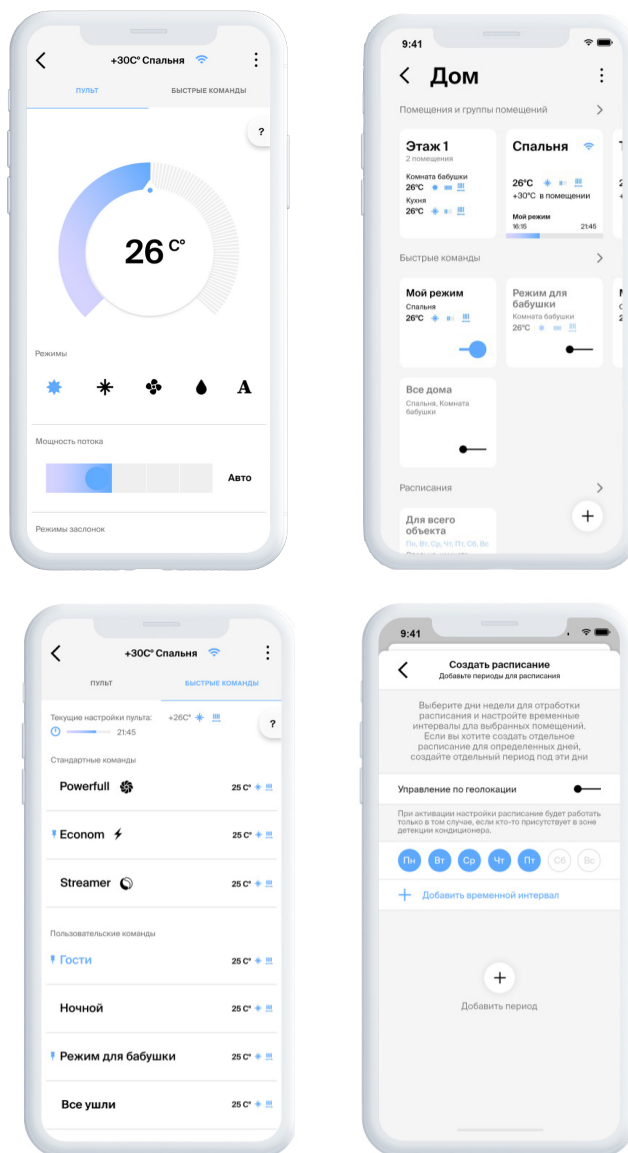 +30C° Спальня
ПУЛЬТ
БЫСТРЫЕ КОМАНДЫ
?
26 C°
Режимы
A
Мощность потока
Авто
Режимы заслонок
9:41
Дом
Помещения и группы помещений
Этаж 1
2 помещения
Комната бабушки
26°C
Кухня
26°C
Спальня
26°C
+30°C в помещении
Мой режим
16:15 21:45
Быстрые команды
Мой режим
Спальня
26°C
Режим для
бабушки
Комната бабушки
26°C
Все дома
Спальня, Комната
бабушки
Расписания
Для всего
объекта
Пн, Вт, Ср, Чт, Пт, Сб, Вс
+30C° Спальня
ПУЛЬТ
БЫСТРЫЕ КОМАНДЫ
Текущие настройки пульта: +26C°
21:45
?
Стандартные команды
Powerfull 25 C°
Econom 25 C°
Streamer 25 C°
Пользовательские команды
Гости 25 C°
Ночной 25 C°
Режим для бабушки 25 C°
Все ушли 25 C°
9:41
Создать расписание
Добавьте периоды для расписания
Выберите дни недели для отработки
расписания и настройте временные
интервалы для выбранных помещений.
Если вы хотите создать отдельное
расписание для определенных дней,
создайте отдельный период под эти дни
Управление по геолокации
При активации настройки расписание будет работать
только в том случае, если кто-то присутствует в зоне
детекции кондиционера.
Пн Вт Ср Чт Пт Сб Вс
+ Добавить временной интервал
+
Добавить период